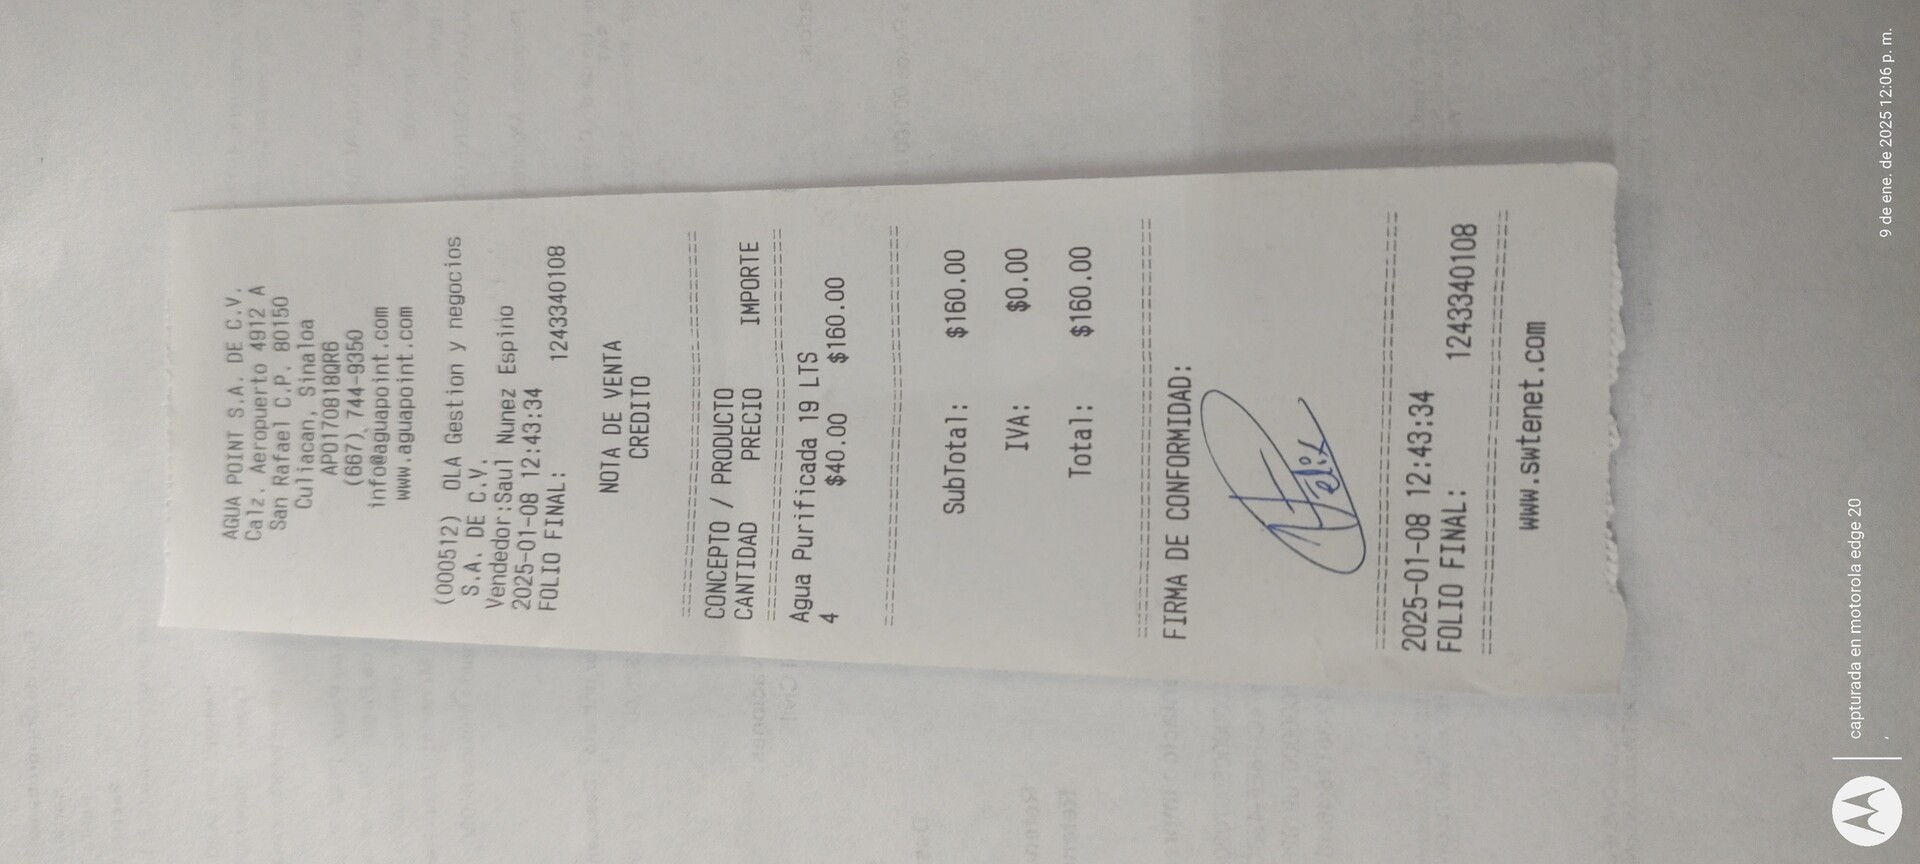 AGUA POINT S.A. DE C.V.
Calz. Aeropuerto 4912 A
San Rafael C.P. 80150
Culiacan, Sinaloa
APO170818QR6
(667) 744-9350
info@aguapoint.com
www.aguapoint.com
(000512) OLA Gestion y negocios
S.A. DE C.V.
Vendedor:Saul Nunez Espino
2025-01-08 12:43:34
FOLIO FINAL: 1243340108
NOTA DE VENTA
CREDITO
CONCEPTO / PRODUCTO
CANTIDAD PRECIO IMPORTE
Agua Purificada 19 LTS
4 $40.00 $160.00
SubTotal: $160.00
IVA: $0.00
Total: $160.00
FIRMA DE CONFORMIDAD:
Felix
2025-01-08 12:43:34
FOLIO FINAL: 1243340108
www.swtenet.com
capturada en motorola edge 20
9 de ene. de 2025 12:06 p. m.